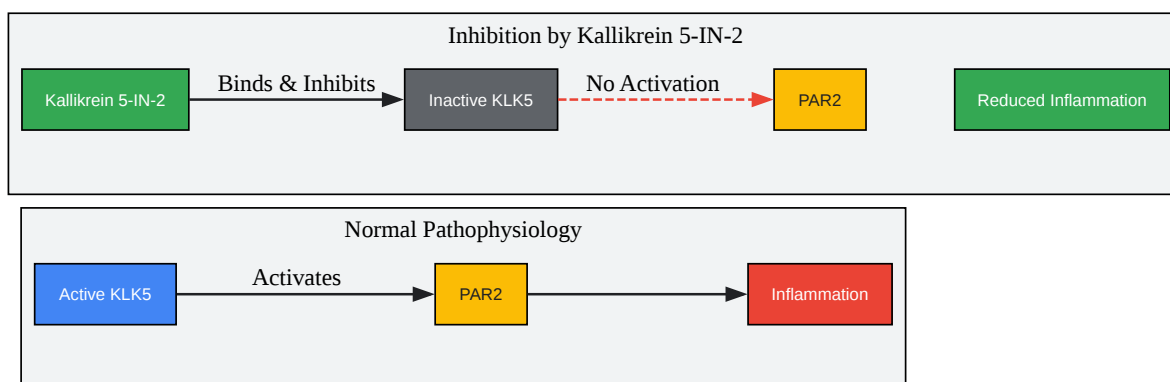 Inhibition by Kallikrein 5-IN-2
Kallikrein 5-IN-2
Binds & Inhibits
Inactive KLK5
No Activation
PAR2
Reduced Inflammation
Normal Pathophysiology
Active KLK5
Activates
PAR2
Inflammation